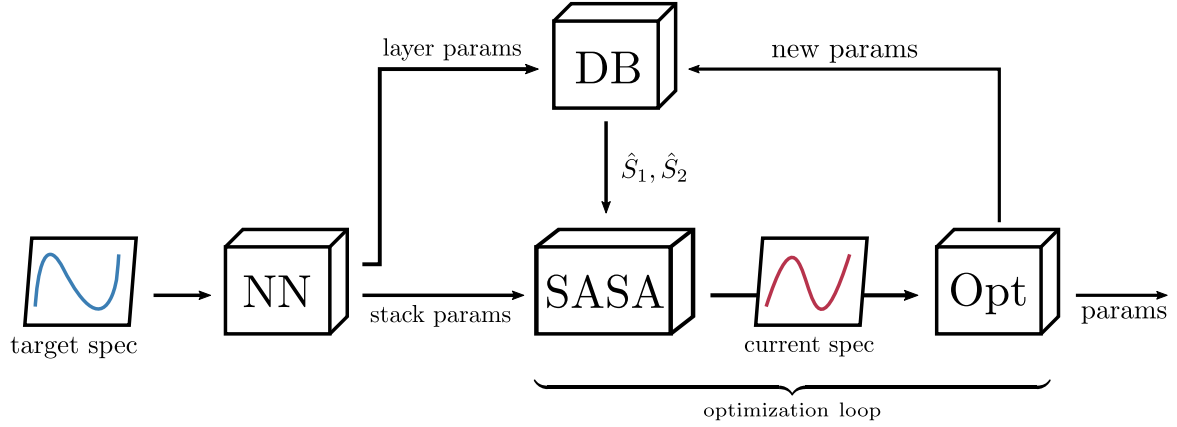 layer params
DB
new params
Ŝ₁, Ŝ₂
NN
SASA
Opt
stack params
params
target spec
current spec
optimization loop